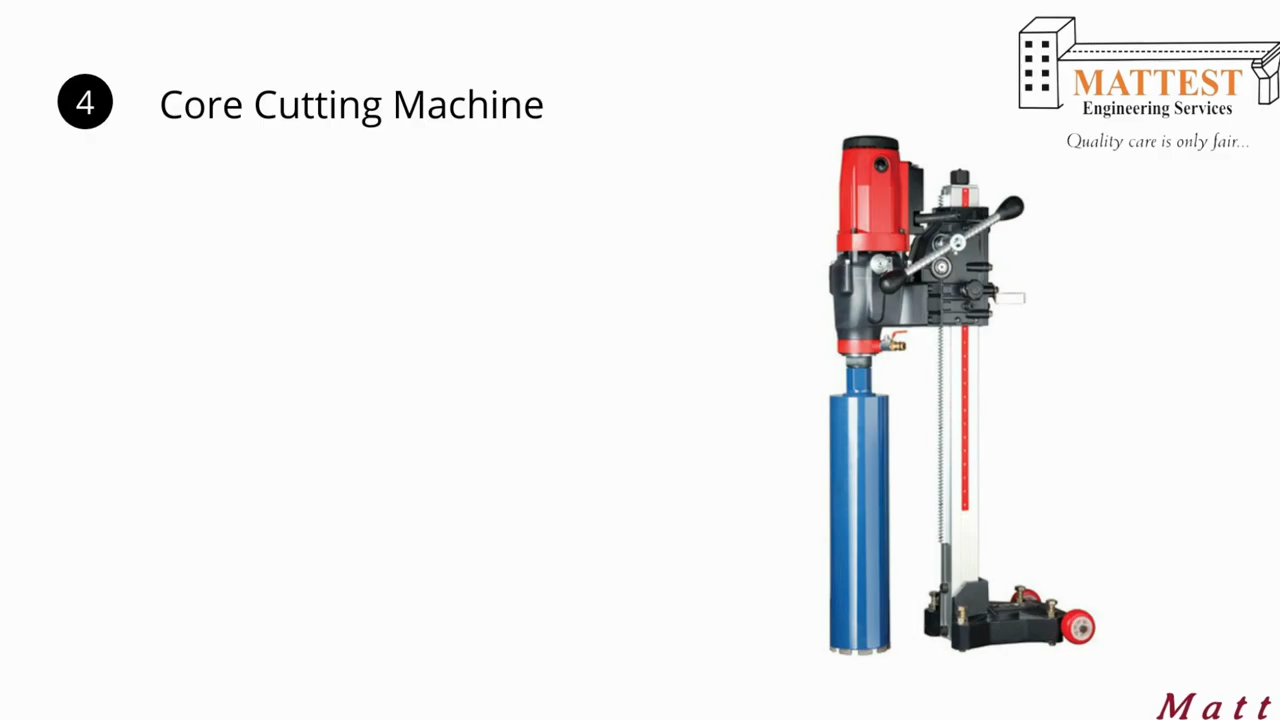 4 Core Cutting Machine
MATTEST
Engineering Services
Quality care is only fair...
Matt